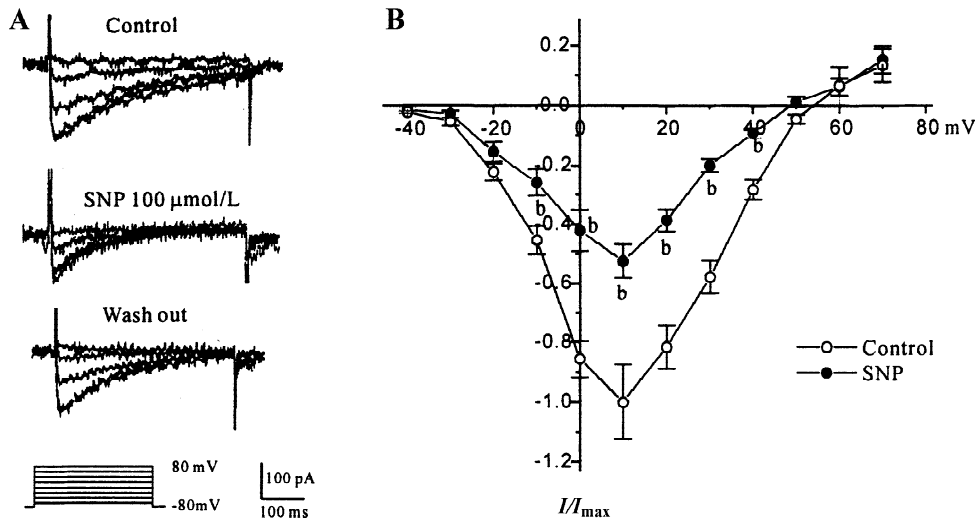 A
Control
SNP 100 μmol/L
Wash out
80 mV
-80mV
100 pA
100 ms
B
0.2
0.0
-40
-20
0
20
40
60
80 mV
-0.2
-0.4
-0.6
-0.8
-1.0
-1.2
b
b
b
b
b
b
Control
SNP
I/Imax